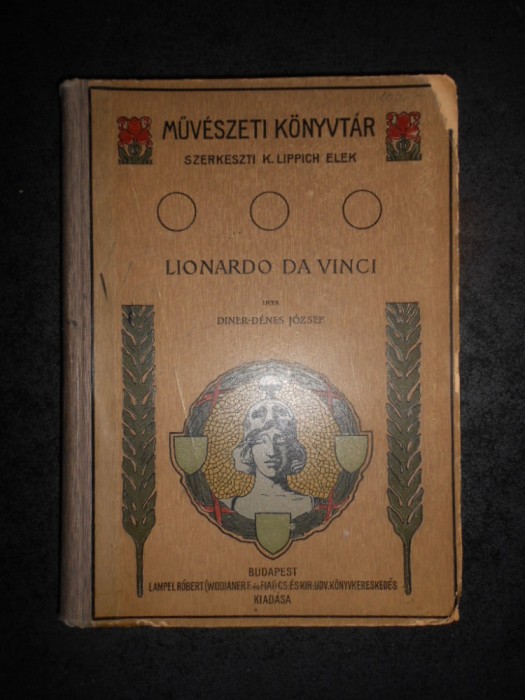 MŰVÉSZETI KÖNYVTÁR
SZERKESZTI K. LIPPICH ELEK
LIONARDO DA VINCI
IRTA
DINER-DÉNES JÓZSEF
BUDAPEST
LAMPEL RÓBERT (WODIANER F. ÉS FIAI) CS. ÉS KIR. UDV. KÖNYVKERESKEDÉS
KIADÁSA